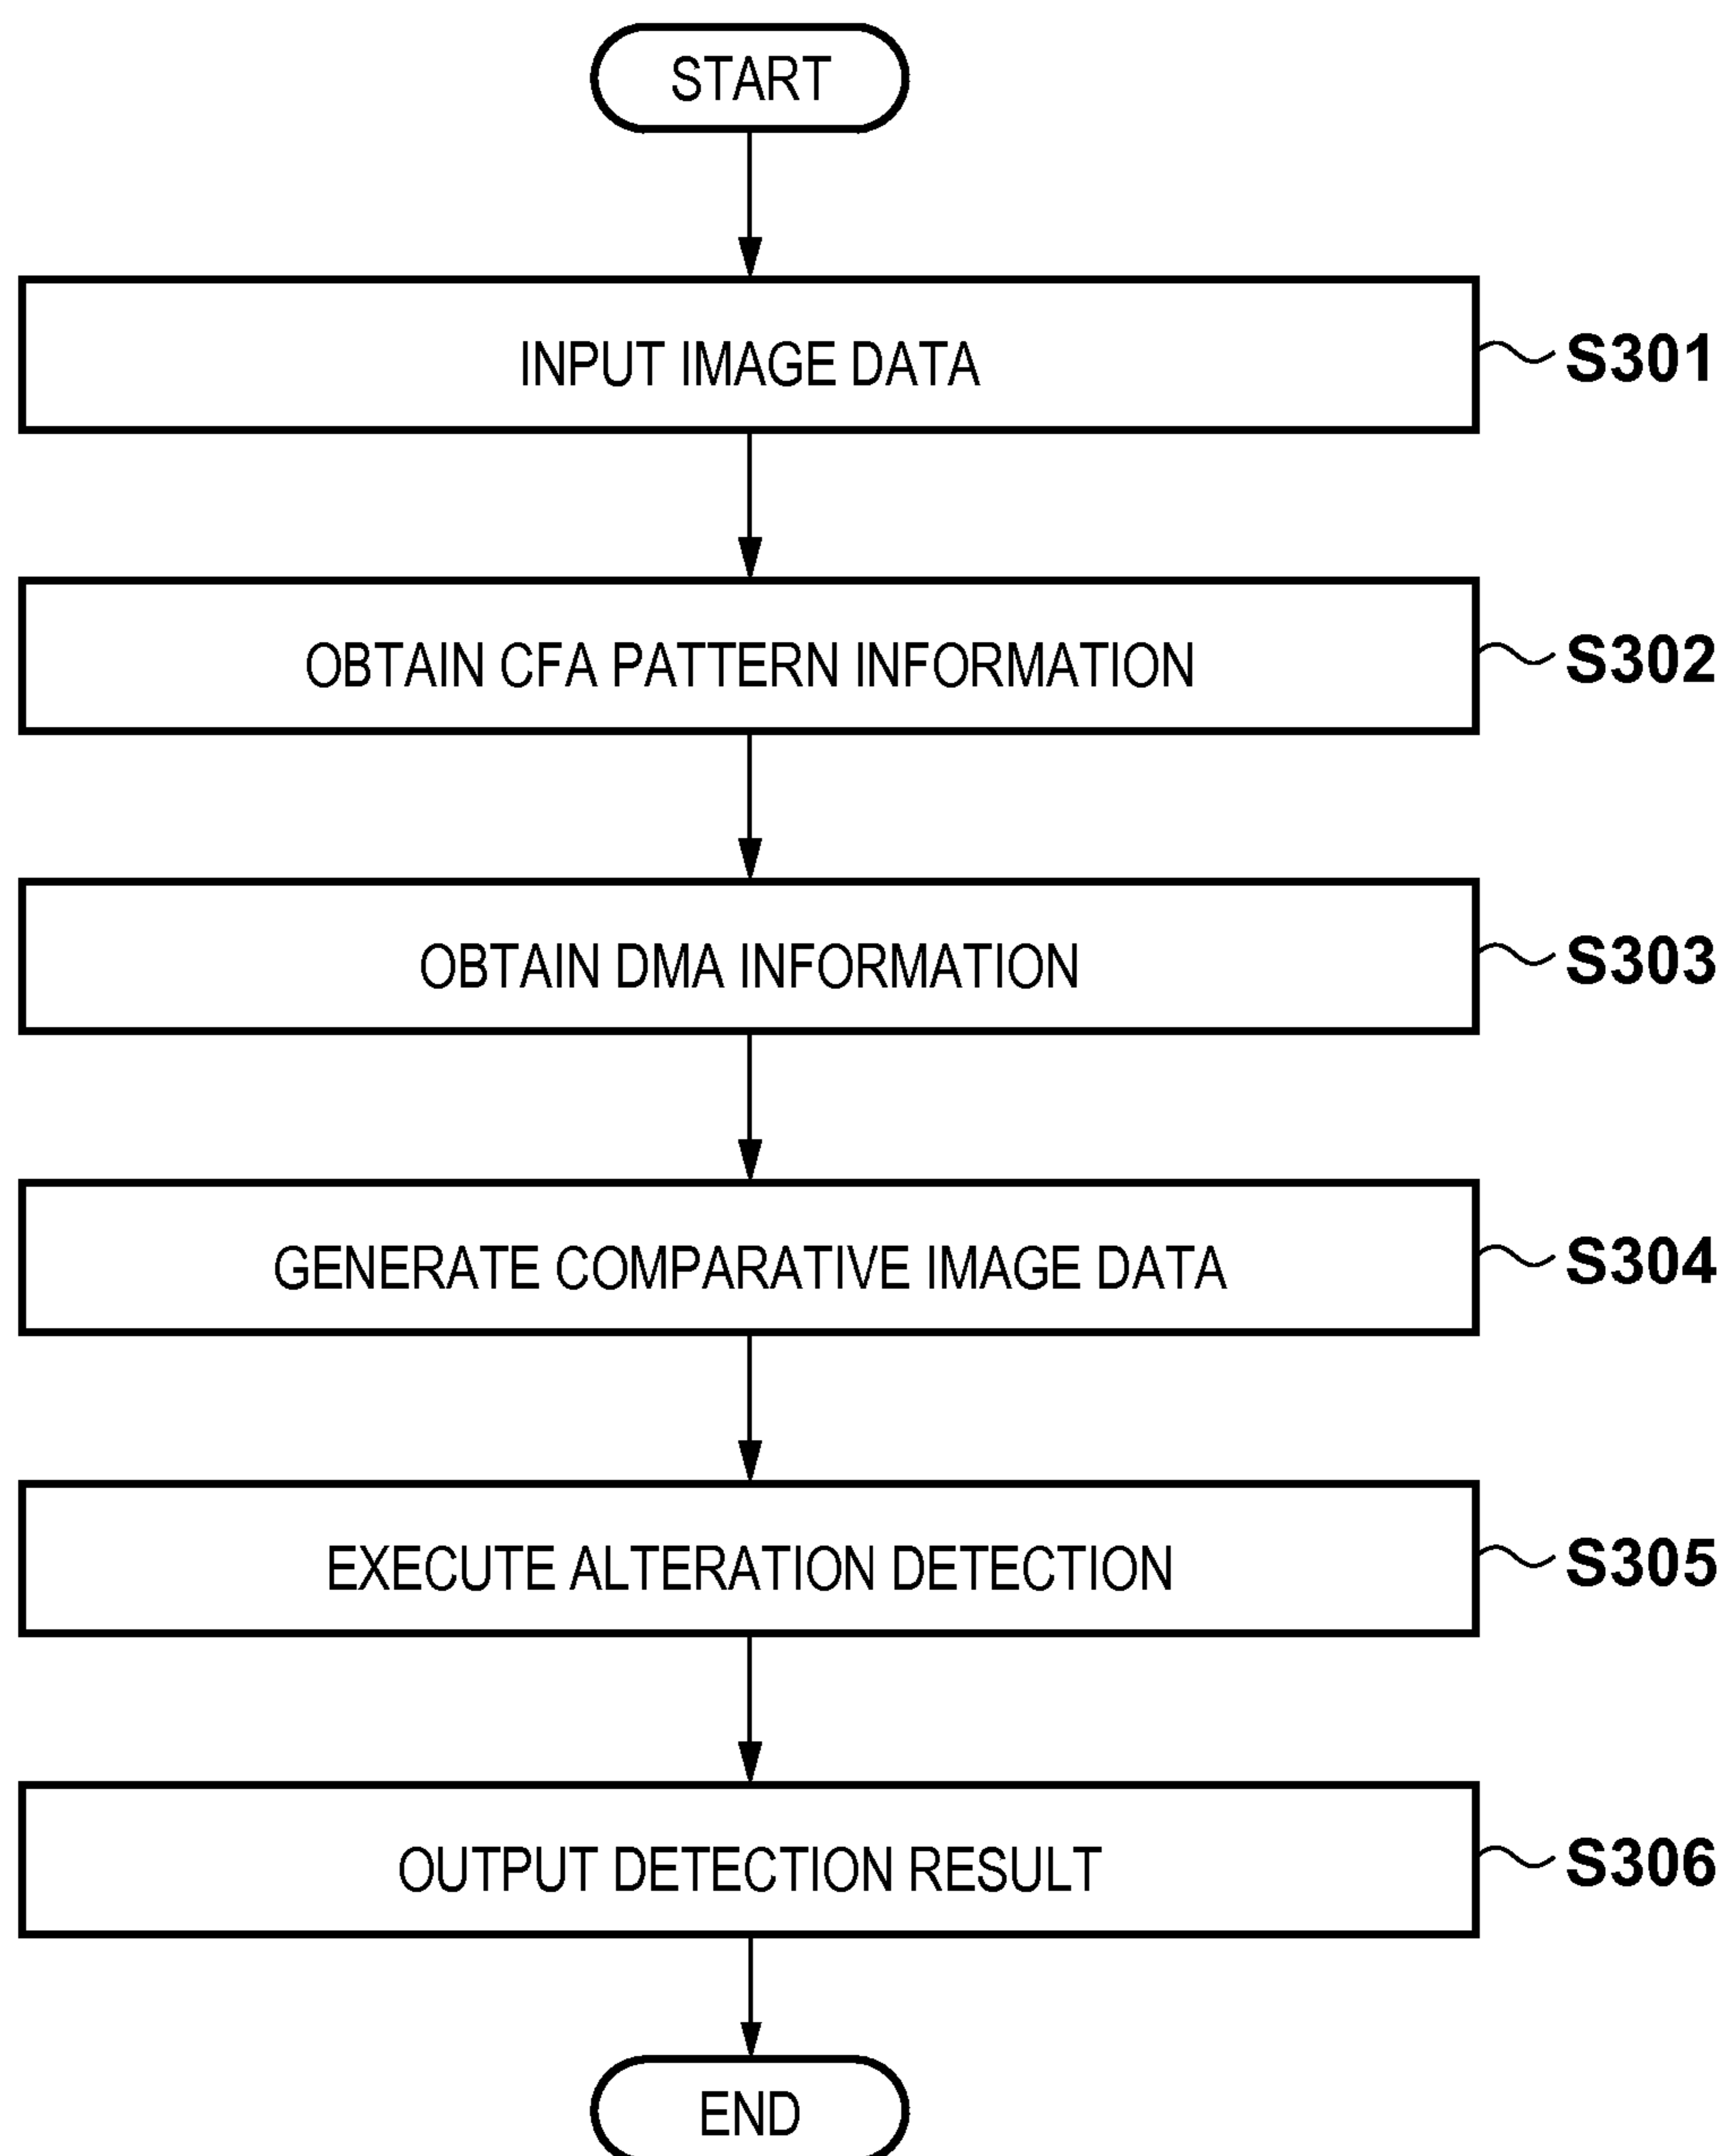 START
INPUT IMAGE DATA
S301
OBTAIN CFA PATTERN INFORMATION
S302
OBTAIN DMA INFORMATION
S303
GENERATE COMPARATIVE IMAGE DATA
S304
EXECUTE ALTERATION DETECTION
S305
OUTPUT DETECTION RESULT
S306
END